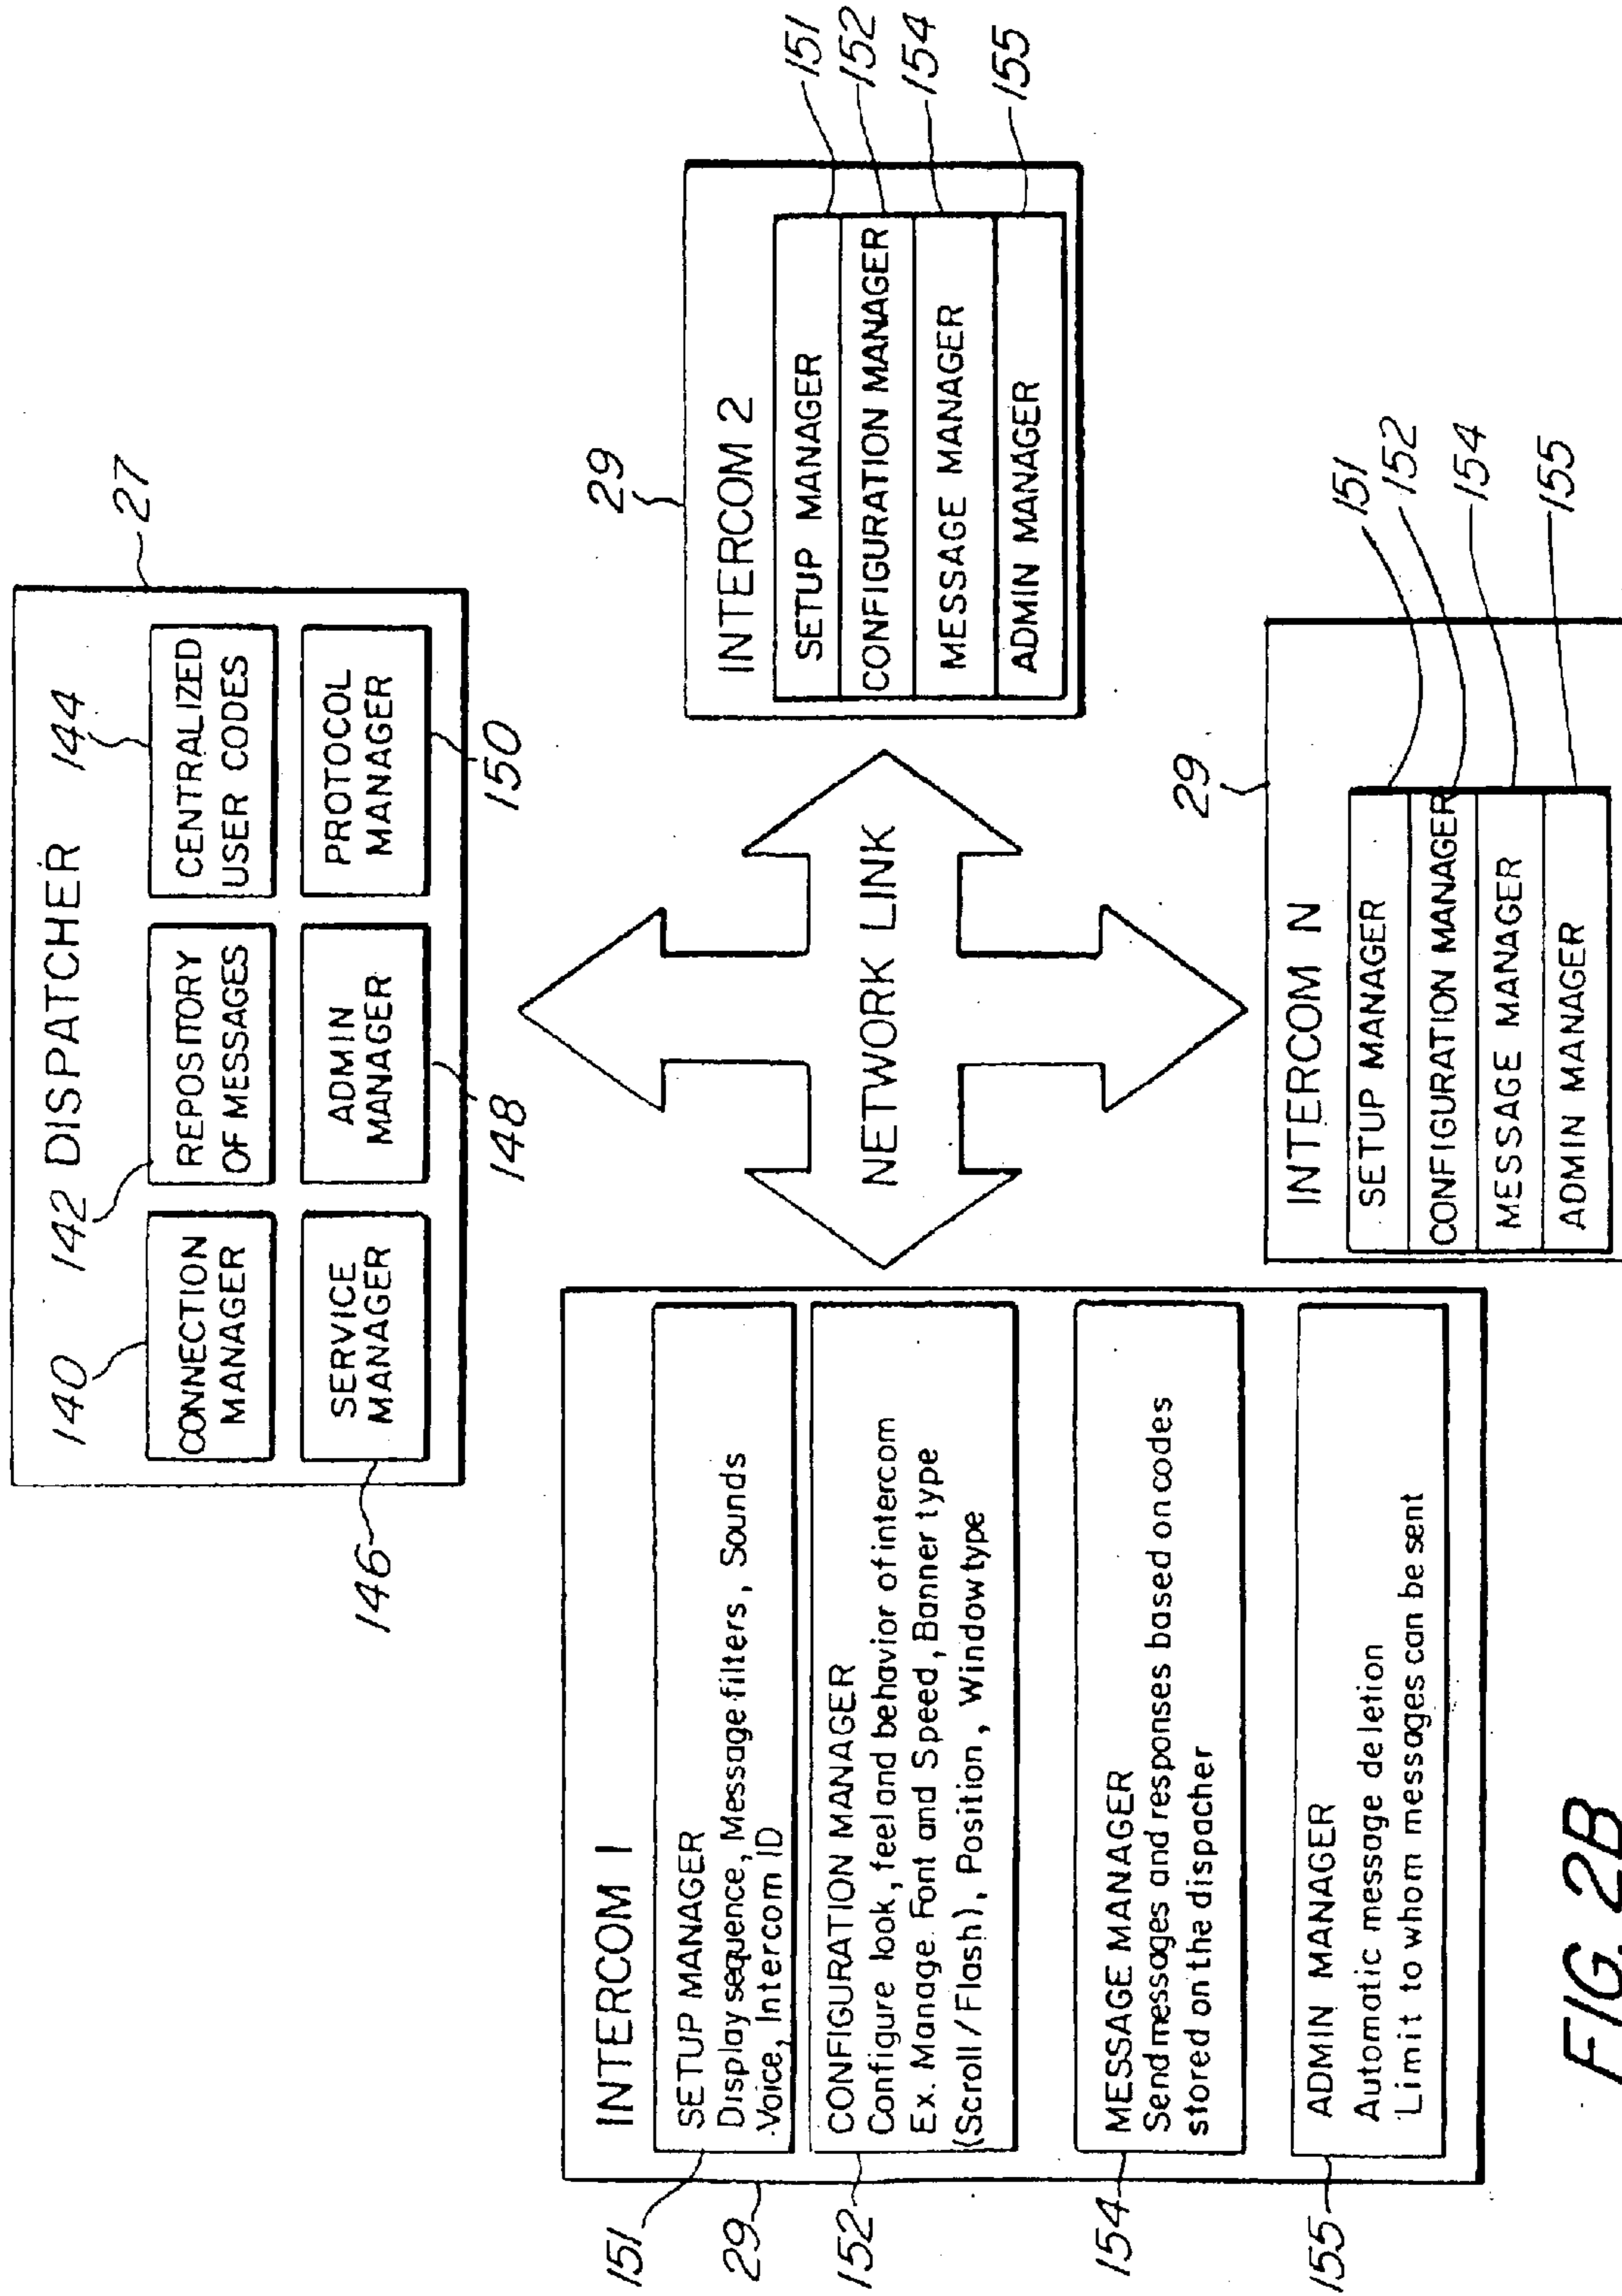 DISPATCHER
27
140
142
144
CONNECTION
MANAGER
REPOSITORY
OF MESSAGES
CENTRALIZED
USER CODES
SERVICE
MANAGER
ADMIN
MANAGER
PROTOCOL
MANAGER
146
148
150
INTERCOM 1
SETUP MANAGER
Display sequence, Message filters, Sounds
Voice, Intercom ID
CONFIGURATION MANAGER
Configure look, feel and behavior of intercom
Ex. Manage Font and Speed, Banner type
(Scroll / Flash), Position, Window type
MESSAGE MANAGER
Send messages and responses based on codes
stored on the dispacher
ADMIN MANAGER
Automatic message deletion
Limit to whom messages can be sent
151
29
152
154
155
NETWORK LINK
29
INTERCOM 2
SETUP MANAGER
CONFIGURATION MANAGER
MESSAGE MANAGER
ADMIN MANAGER
151
152
154
155
29
INTERCOM N
SETUP MANAGER
CONFIGURATION MANAGER
MESSAGE MANAGER
ADMIN MANAGER
151
152
154
155
FIG. 2B